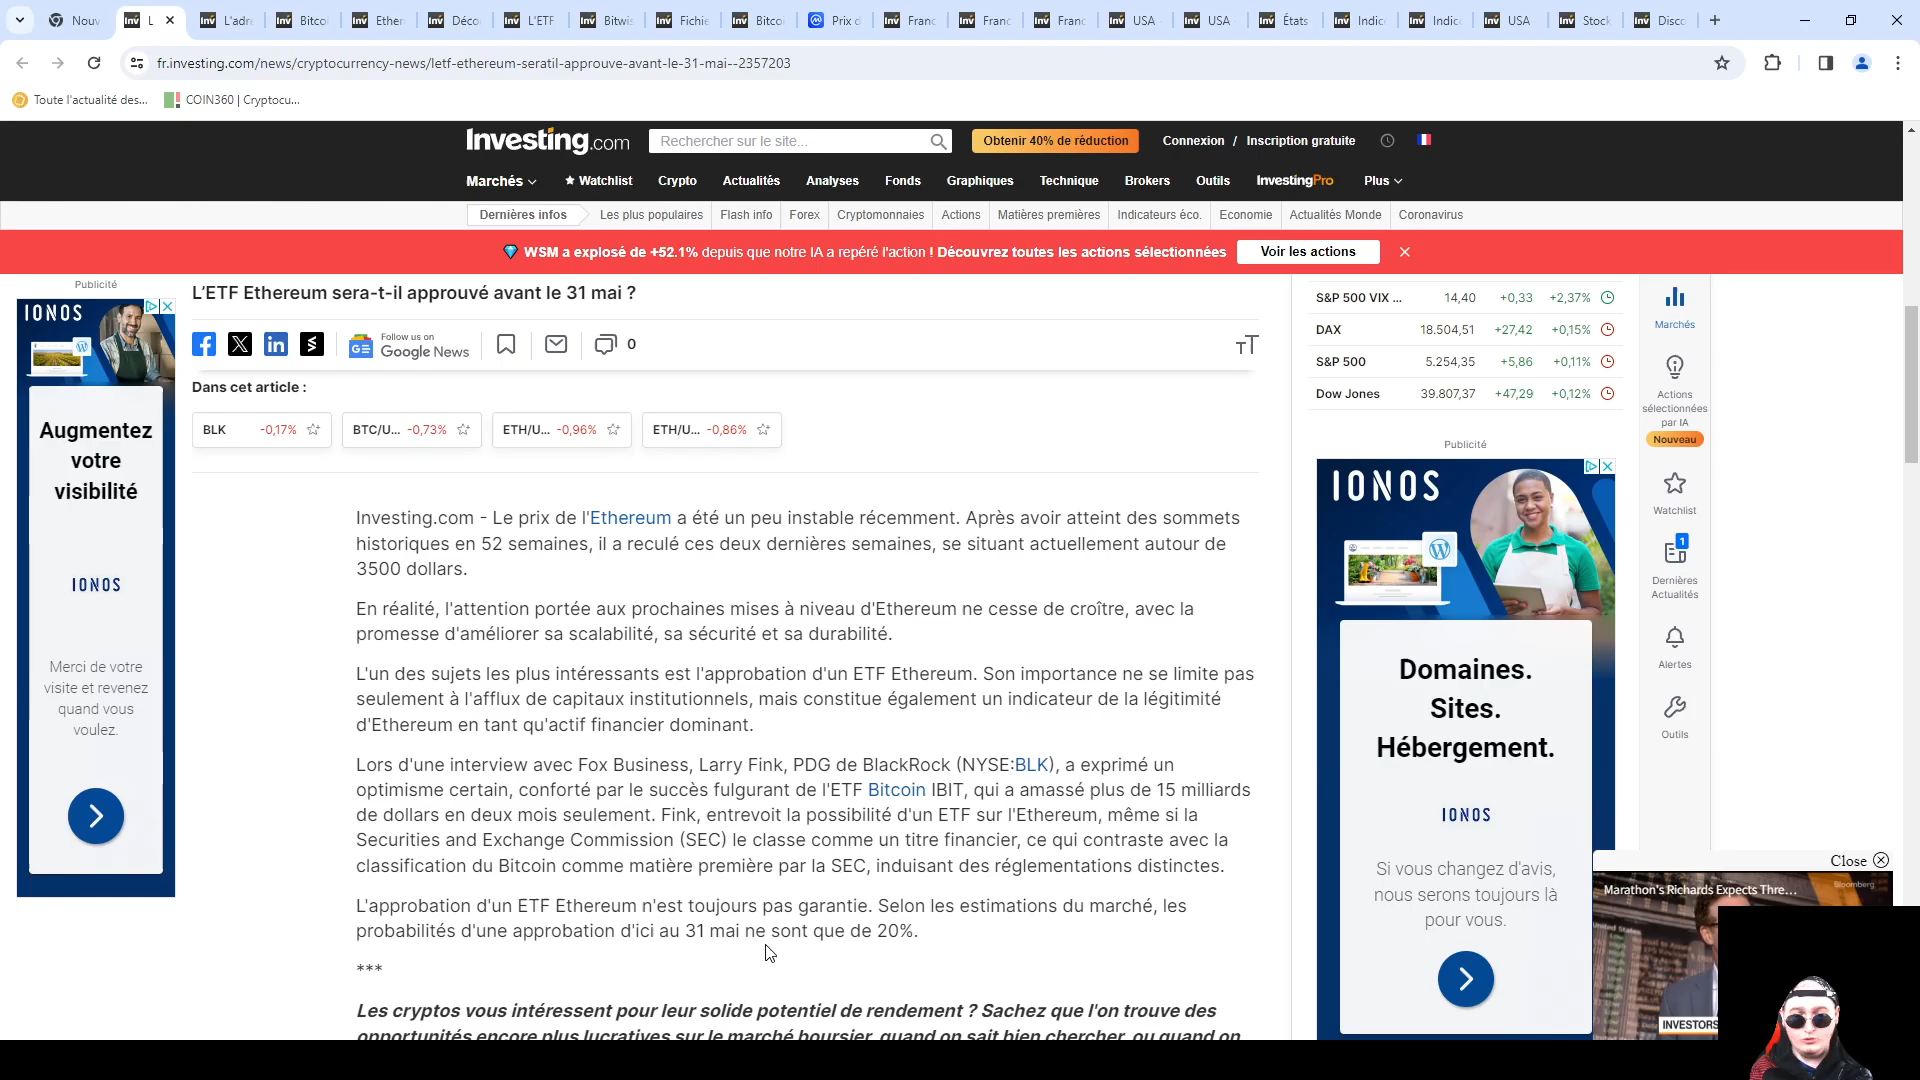 Nouv
L
L'adre
Bitcoi
Ether
Déco
L'ETF
Bitwis
Fichie
Bitco
Prix d
Franc
Franc
Franc
USA -
USA -
États-
Indice
Indice
USA
Stock
Disco
fr.investing.com/news/cryptocurrency-news/letf-ethereum-seratil-approuve-avant-le-31-mai--2357203
Toute l'actualité des...
COIN360 | Cryptocu...
Investing.com
Rechercher sur le site...
Obtenir 40% de réduction
Connexion / Inscription gratuite
Marchés
Watchlist
Crypto
Actualités
Analyses
Fonds
Graphiques
Technique
Brokers
Outils
InvestingPro
Plus
Dernières infos
Les plus populaires
Flash info
Forex
Cryptomonnaies
Actions
Matières premières
Indicateurs éco.
Economie
Actualités Monde
Coronavirus
WSM a explosé de +52.1% depuis que notre IA a repéré l'action ! Découvrez toutes les actions sélectionnées
Voir les actions
Publicité
IONOS
Augmentez
votre
visibilité
IONOS
Merci de votre
visite et revenez
quand vous
voulez.
L'ETF Ethereum sera-t-il approuvé avant le 31 mai ?
Follow us on
Google News
0
Dans cet article :
BLK -0,17%
BTC/U... -0,73%
ETH/U... -0,96%
ETH/U... -0,86%
Investing.com - Le prix de l'Ethereum a été un peu instable récemment. Après avoir atteint des sommets
historiques en 52 semaines, il a reculé ces deux dernières semaines, se situant actuellement autour de
3500 dollars.
En réalité, l'attention portée aux prochaines mises à niveau d'Ethereum ne cesse de croître, avec la
promesse d'améliorer sa scalabilité, sa sécurité et sa durabilité.
L'un des sujets les plus intéressants est l'approbation d'un ETF Ethereum. Son importance ne se limite pas
seulement à l'afflux de capitaux institutionnels, mais constitue également un indicateur de la légitimité
d'Ethereum en tant qu'actif financier dominant.
Lors d'une interview avec Fox Business, Larry Fink, PDG de BlackRock (NYSE:BLK), a exprimé un
optimisme certain, conforté par le succès fulgurant de l'ETF Bitcoin IBIT, qui a amassé plus de 15 milliards
de dollars en deux mois seulement. Fink, entrevoit la possibilité d'un ETF sur l'Ethereum, même si la
Securities and Exchange Commission (SEC) le classe comme un titre financier, ce qui contraste avec la
classification du Bitcoin comme matière première par la SEC, induisant des réglementations distinctes.
L'approbation d'un ETF Ethereum n'est toujours pas garantie. Selon les estimations du marché, les
probabilités d'une approbation d'ici au 31 mai ne sont que de 20%.
***
Les cryptos vous intéressent pour leur solide potentiel de rendement ? Sachez que l'on trouve des
opportunités encore plus lucratives sur le marché boursier, quand on sait bien chercher, ou quand on
S&P 500 VIX ... 14,40 +0,33 +2,37%
DAX 18.504,51 +27,42 +0,15%
S&P 500 5.254,35 +5,86 +0,11%
Dow Jones 39.807,37 +47,29 +0,12%
Publicité
IONOS
Domaines.
Sites.
Hébergement.
IONOS
Si vous changez d'avis,
nous serons toujours là
pour vous.
Marchés
Actions
sélectionnées
par IA
Nouveau
Watchlist
1
Dernières
Actualités
Alertes
Outils
Close
Marathon's Richards Expects Thre...
Bloomberg
INVESTORS